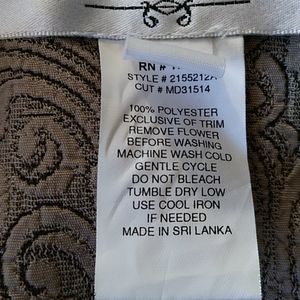 RN #
STYLE # 2155212A
CUT # MD31514
100% POLYESTER
EXCLUSIVE OF TRIM
REMOVE FLOWER
BEFORE WASHING
MACHINE WASH COLD
GENTLE CYCLE
DO NOT BLEACH
TUMBLE DRY LOW
USE COOL IRON
IF NEEDED
MADE IN SRI LANKA